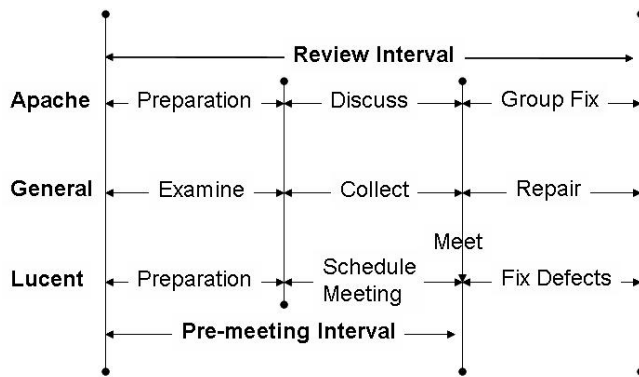 Review Interval
Apache Preparation Discuss Group Fix
General Examine Collect Repair
Meet
Lucent Preparation Schedule Meeting Fix Defects
Pre-meeting Interval